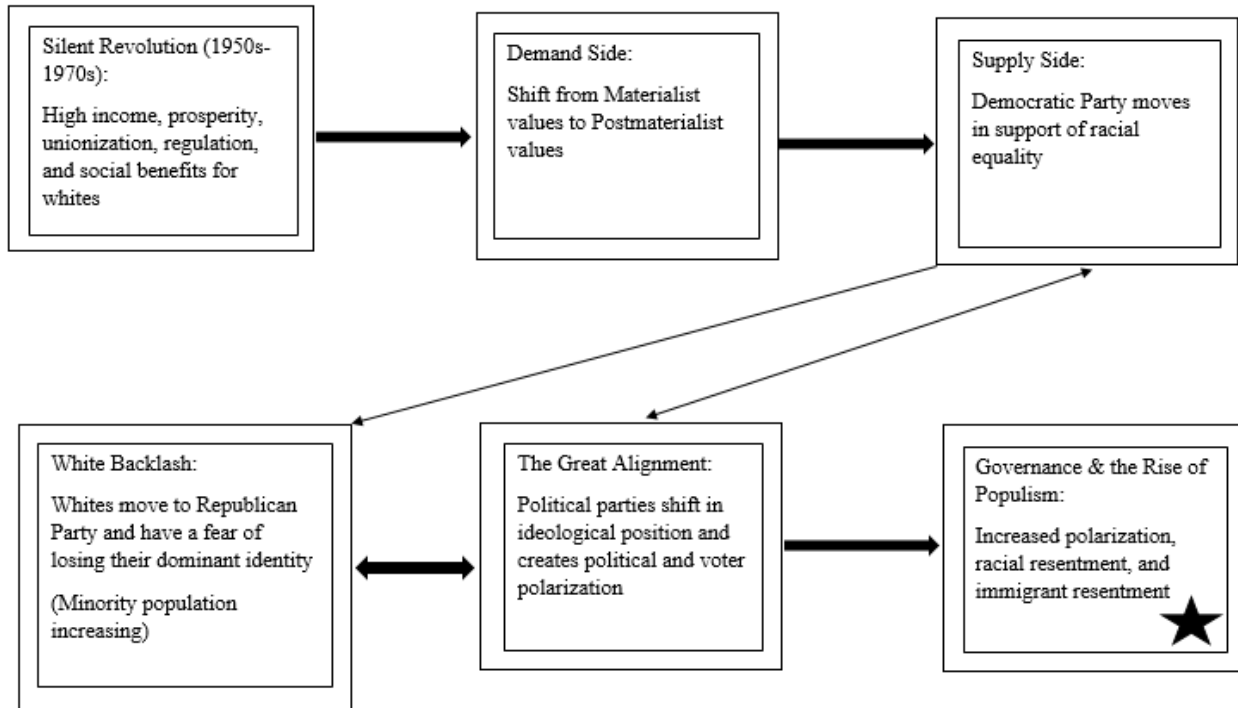 Silent Revolution (1950s-
1970s):
High income, prosperity,
unionization, regulation,
and social benefits for
whites
Demand Side:
Shift from Materialist
values to Postmaterialist
values
Supply Side:
Democratic Party moves
in support of racial
equality
White Backlash:
Whites move to Republican
Party and have a fear of
losing their dominant identity
(Minority population
increasing)
The Great Alignment:
Political parties shift in
ideological position and
creates political and voter
polarization
Governance & the Rise of
Populism:
Increased polarization,
racial resentment, and
immigrant resentment